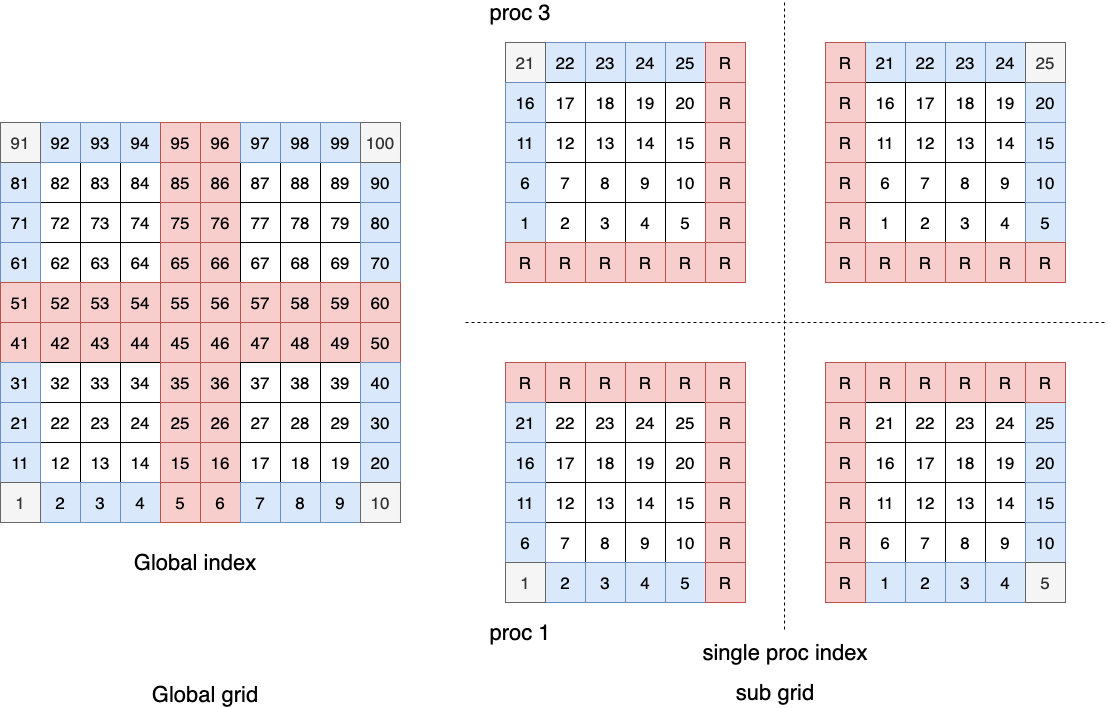 proc 3
21 22 23 24 25 R
16 17 18 19 20 R
11 12 13 14 15 R
6 7 8 9 10 R
1 2 3 4 5 R
R R R R R R
R 21 22 23 24 25
R 16 17 18 19 20
R 11 12 13 14 15
R 6 7 8 9 10
R 1 2 3 4 5
R R R R R R
91 92 93 94 95 96 97 98 99 100
81 82 83 84 85 86 87 88 89 90
71 72 73 74 75 76 77 78 79 80
61 62 63 64 65 66 67 68 69 70
51 52 53 54 55 56 57 58 59 60
41 42 43 44 45 46 47 48 49 50
31 32 33 34 35 36 37 38 39 40
21 22 23 24 25 26 27 28 29 30
11 12 13 14 15 16 17 18 19 20
1 2 3 4 5 6 7 8 9 10
Global index
R R R R R R
21 22 23 24 25 R
16 17 18 19 20 R
11 12 13 14 15 R
6 7 8 9 10 R
1 2 3 4 5 R
R R R R R R
R 21 22 23 24 25
R 16 17 18 19 20
R 11 12 13 14 15
R 6 7 8 9 10
R 1 2 3 4 5
proc 1
single proc index
Global grid
sub grid